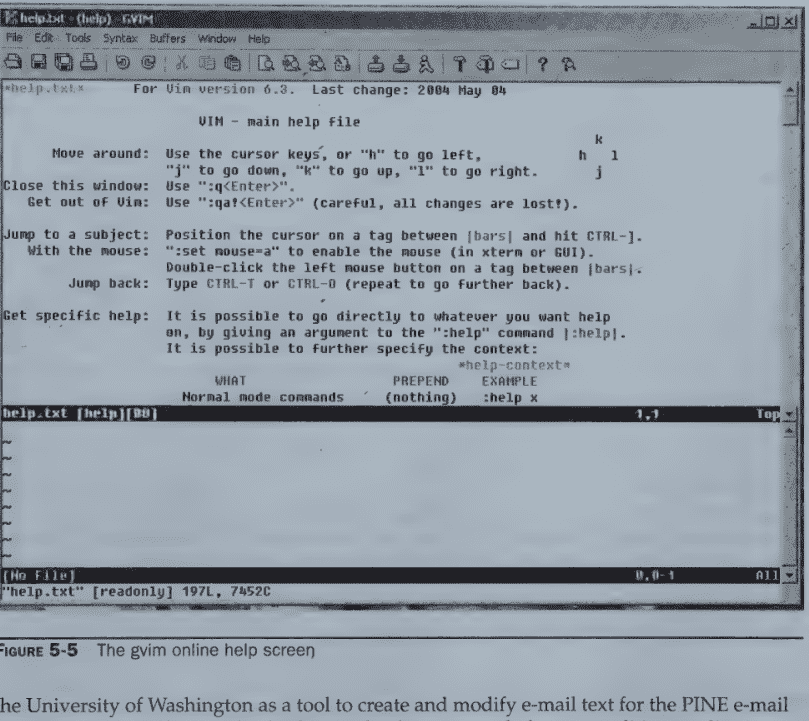 help.txt - (help) - GVIM
File Edit Tools Syntax Buffers Window Help
*help.txt* For Vim version 6.3. Last change: 2004 May 04
VIM - main help file
k
Move around: Use the cursor keys, or "h" to go left, h l
"j" to go down, "k" to go up, "l" to go right. j
Close this window: Use ":q<Enter>".
Get out of Vim: Use ":qa!<Enter>" (careful, all changes are lost!).
Jump to a subject: Position the cursor on a tag between |bars| and hit CTRL-].
With the mouse: ":set mouse=a" to enable the mouse (in xterm or GUI).
Double-click the left mouse button on a tag between |bars|.
Jump back: Type CTRL-T or CTRL-O (repeat to go further back).
Get specific help: It is possible to go directly to whatever you want help
on, by giving an argument to the ":help" command |:help|.
It is possible to further specify the context:
*help-context*
WHAT PREPEND EXAMPLE
Normal mode commands (nothing) :help x
help.txt [help][RO] 1,1 Top
~
~
~
~
~
~
~
~
[No File] 0,0-1 All
"help.txt" [readonly] 197L, 7452C
FIGURE 5-5 The gvim online help screen
he University of Washington as a tool to create and modify e-mail text for the PINE e-mail